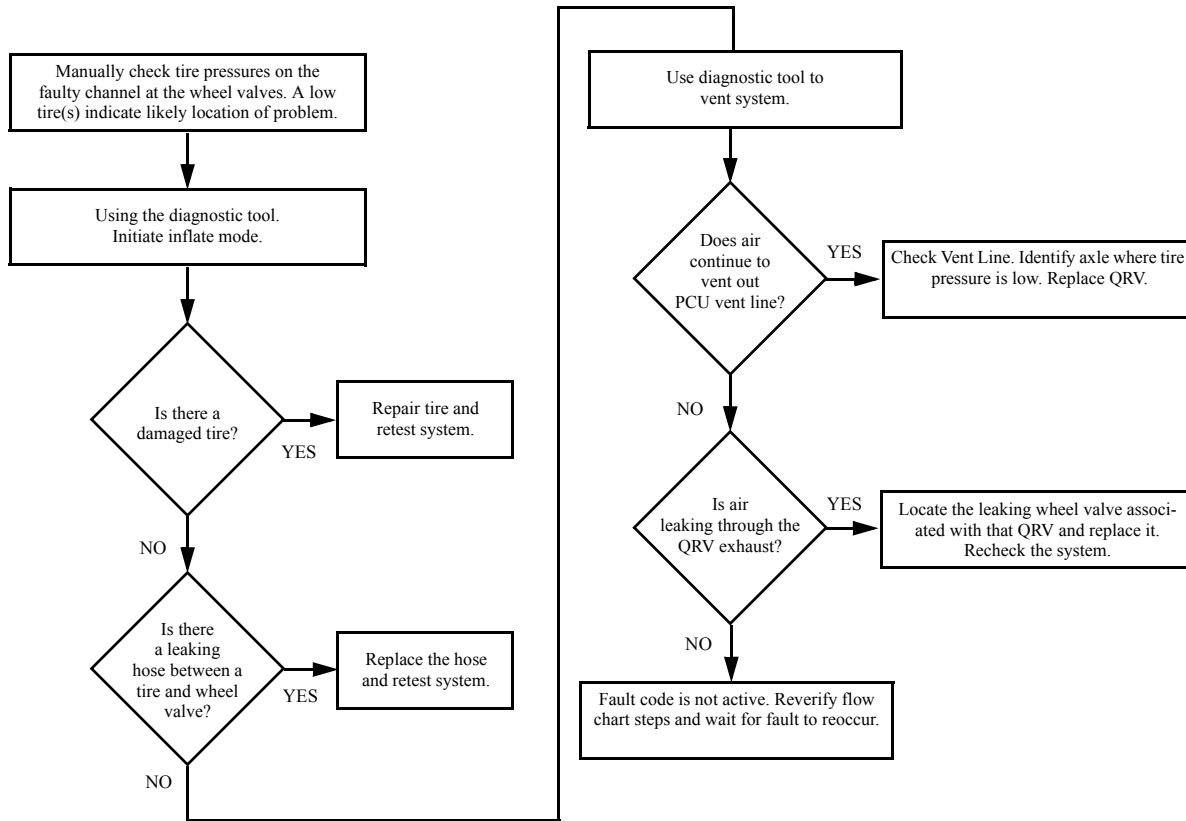 Manually check tire pressures on the
faulty channel at the wheel valves. A low
tire(s) indicate likely location of problem.
Using the diagnostic tool.
Initiate inflate mode.
Is there a
damaged tire?
YES
Repair tire and
retest system.
NO
Is there
a leaking
hose between a
tire and wheel
valve?
YES
Replace the hose
and retest system.
NO
Use diagnostic tool to
vent system.
Does air
continue to
vent out
PCU vent line?
YES
Check Vent Line. Identify axle where tire
pressure is low. Replace QRV.
NO
Is air
leaking through the
QRV exhaust?
YES
Locate the leaking wheel valve associ-
ated with that QRV and replace it.
Recheck the system.
NO
Fault code is not active. Reverify flow
chart steps and wait for fault to reoccur.